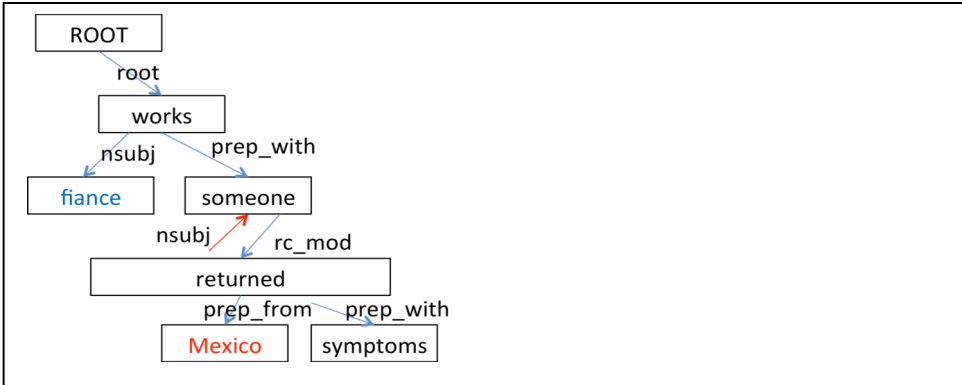 ROOT
root
works
nsubj prep_with
fiance someone
nsubj rc_mod
returned
prep_from prep_with
Mexico symptoms